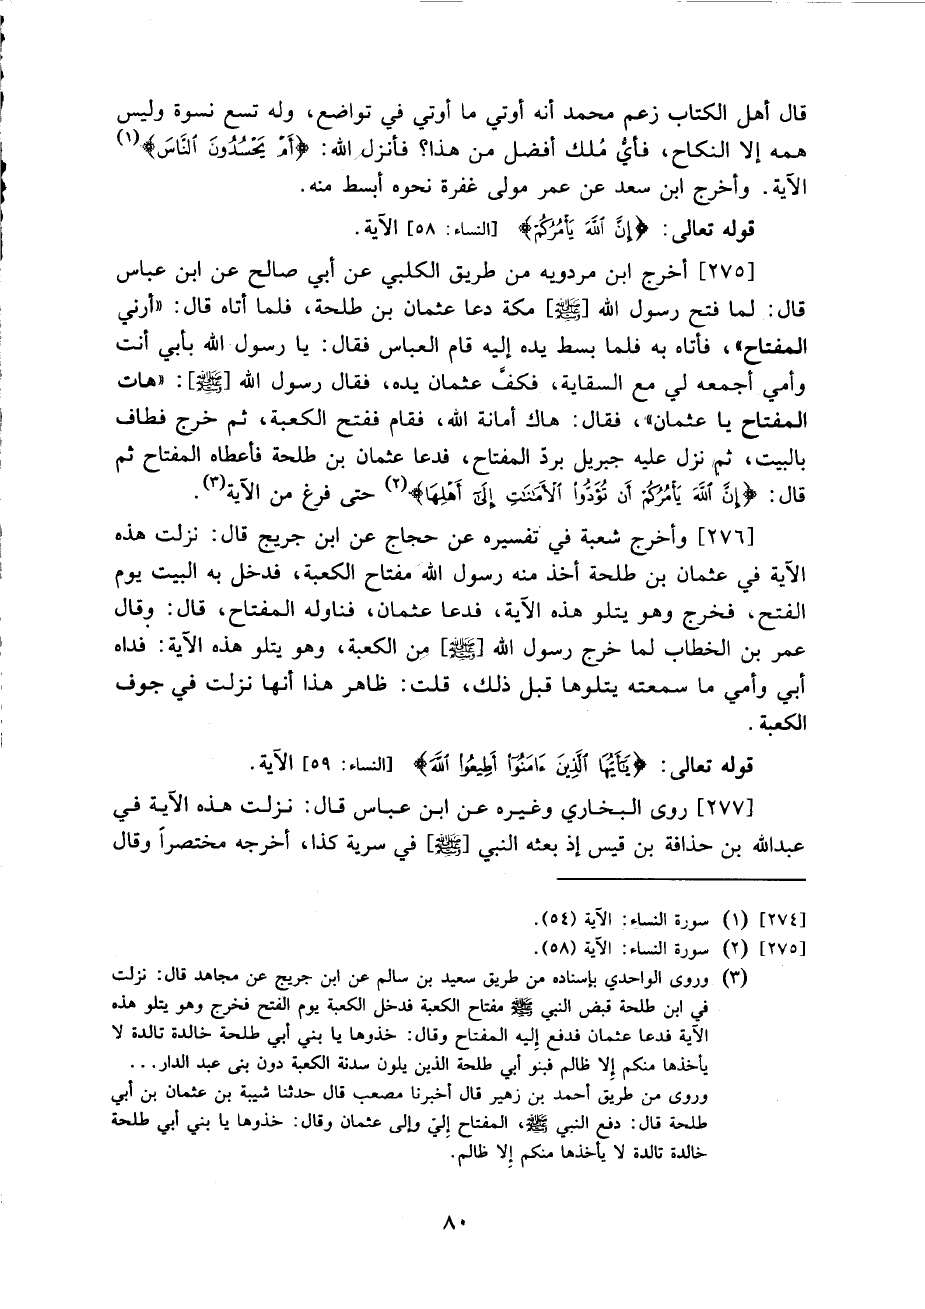 قال أهل الكتاب زعم محمد أنه أوتي ما أوتي في تواضع، وله تسع نسوة وليس
همه إلا النكاح، فأيُّ مُلك أفضل من هذا؟ فأنزل الله: ﴿أَمْ يَحْسُدُونَ ٱلنَّاسَ﴾(١)
الآية. وأخرج ابن سعد عن عمر مولى غفرة نحوه أبسط منه.
قوله تعالى: ﴿إِنَّ ٱللَّهَ يَأْمُرُكُمْ﴾ [النساء: ٥٨] الآية.
[٢٧٥] أخرج ابن مردويه من طريق الكلبي عن أبي صالح عن ابن عباس
قال: لما فتح رسول الله [ﷺ] مكة دعا عثمان بن طلحة، فلما أتاه قال: «أرني
المفتاح»، فأتاه به فلما بسط يده إليه قام العباس فقال: يا رسول الله بأبي أنت
وأمي أجمعه لي مع السقاية، فكفَّ عثمان يده، فقال رسول الله [ﷺ]: «هات
المفتاح يا عثمان»، فقال: هاك أمانة الله، فقام ففتح الكعبة، ثم خرج فطاف
بالبيت، ثم نزل عليه جبريل بردّ المفتاح، فدعا عثمان بن طلحة فأعطاه المفتاح ثم
قال: ﴿إِنَّ ٱللَّهَ يَأْمُرُكُمْ أَن تُؤَدُّوا۟ ٱلْأَمَٰنَٰتِ إِلَىٰٓ أَهْلِهَا﴾(٢) حتى فرغ من الآية(٣).
[٢٧٦] وأخرج شعبة في تفسيره عن حجاج عن ابن جريج قال: نزلت هذه
الآية في عثمان بن طلحة أخذ منه رسول الله مفتاح الكعبة، فدخل به البيت يوم
الفتح، فخرج وهو يتلو هذه الآية، فدعا عثمان، فناوله المفتاح، قال: وقال
عمر بن الخطاب لما خرج رسول الله [ﷺ] من الكعبة، وهو يتلو هذه الآية: فداه
أبي وأمي ما سمعته يتلوها قبل ذلك، قلت: ظاهر هذا أنها نزلت في جوف
الكعبة.
قوله تعالى: ﴿يَٰٓأَيُّهَا ٱلَّذِينَ ءَامَنُوٓا۟ أَطِيعُوا۟ ٱللَّهَ﴾ [النساء: ٥٩] الآية.
[٢٧٧] روى البخاري وغيره عن ابن عباس قال: نزلت هذه الآية في
عبدالله بن حذافة بن قيس إذ بعثه النبي [ﷺ] في سرية كذا، أخرجه مختصراً وقال
[٢٧٤] (١) سورة النساء: الآية (٥٤).
[٢٧٥] (٢) سورة النساء: الآية (٥٨).
(٣) وروى الواحدي بإسناده من طريق سعيد بن سالم عن ابن جريج عن مجاهد قال: نزلت
في ابن طلحة قبض النبي ﷺ مفتاح الكعبة فدخل الكعبة يوم الفتح فخرج وهو يتلو هذه
الآية فدعا عثمان فدفع إليه المفتاح وقال: خذوها يا بني أبي طلحة خالدة تالدة لا
يأخذها منكم إلا ظالم فبنو أبي طلحة الذين يلون سدنة الكعبة دون بنى عبد الدار...
وروى من طريق أحمد بن زهير قال أخبرنا مصعب قال حدثنا شيبة بن عثمان بن أبي
طلحة قال: دفع النبي ﷺ، المفتاح إليّ وإلى عثمان وقال: خذوها يا بني أبي طلحة
خالدة تالدة لا يأخذها منكم إلا ظالم.
٨٠